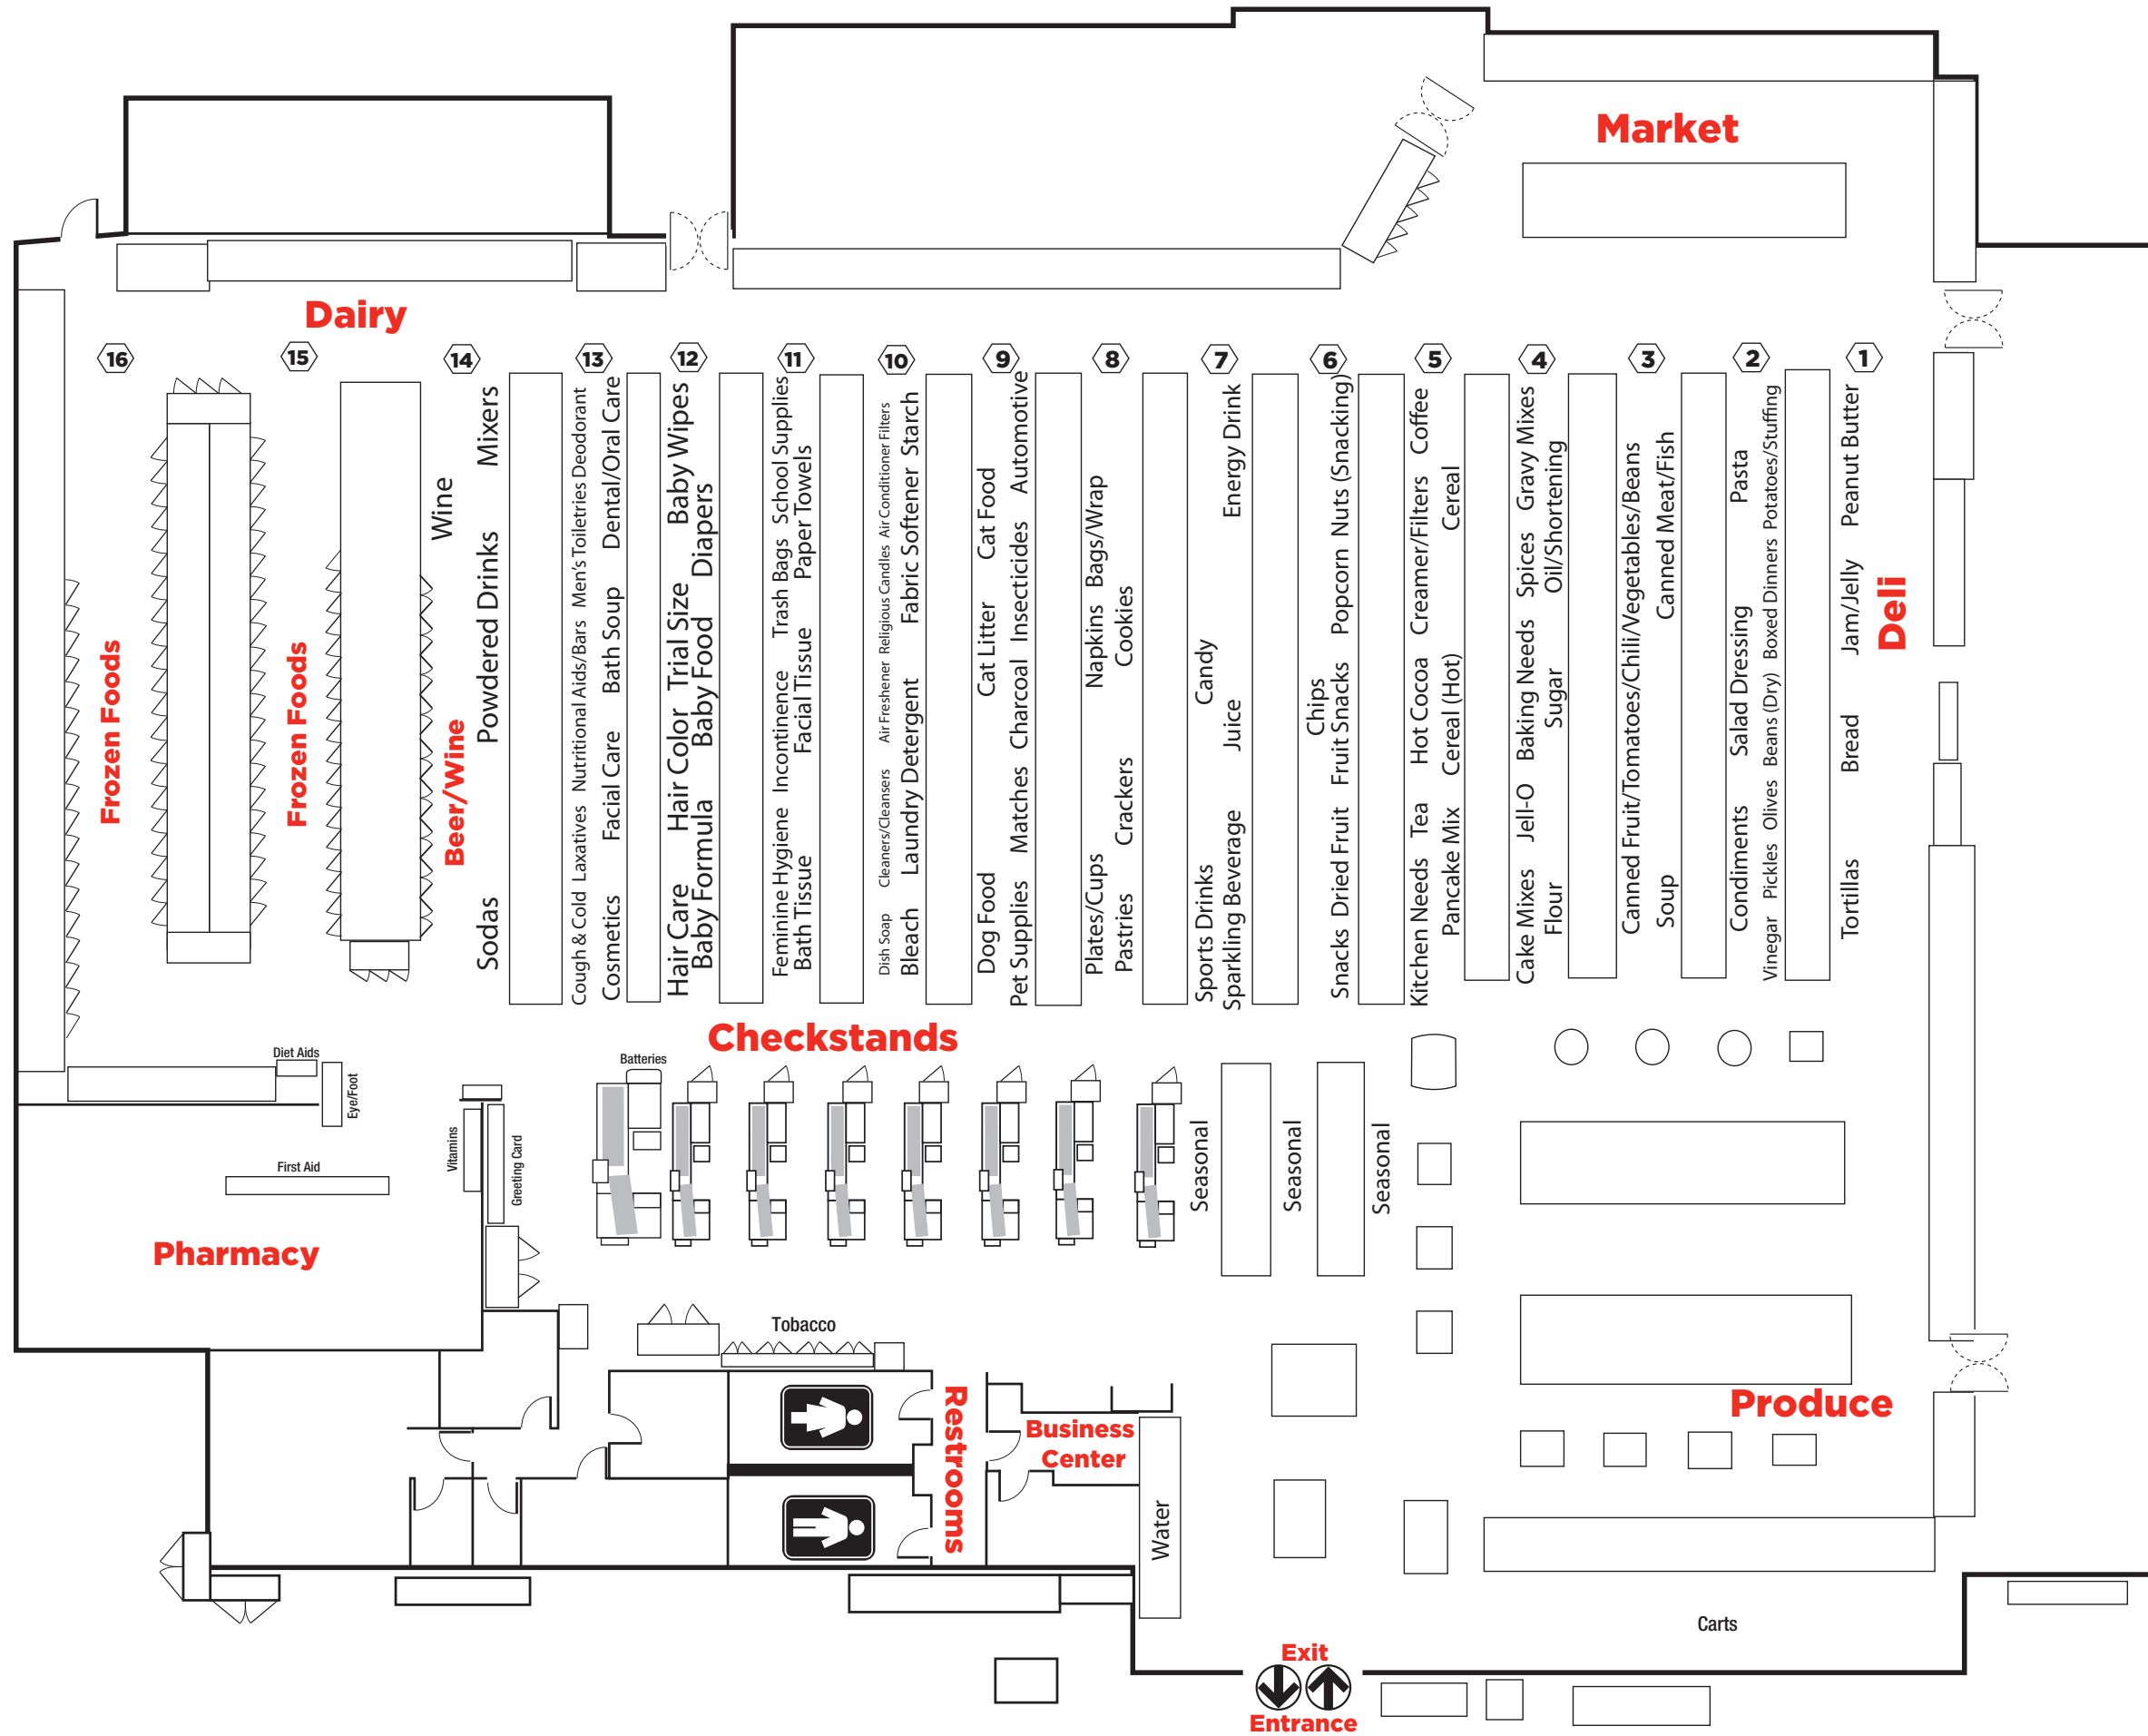 Market
Dairy
16
15
14
13
12
11
10
9
8
7
6
5
4
3
2
1
Frozen Foods
Frozen Foods
Beer/Wine
Wine
Sodas Powdered Drinks Mixers
Cough & Cold Laxatives Nutritional Aids/Bars Men's Toiletries Deodorant
Cosmetics Facial Care Bath Soup Dental/Oral Care
Hair Care Hair Color Trial Size Baby Wipes
Baby Formula Baby Food Baby Food Diapers
Feminine Hygiene Incontinence Trash Bags School Supplies
Bath Tissue Facial Tissue Paper Towels
Dish Soap Cleaners/Cleansers Air Freshener Religious Candles Air Conditioner Filters
Bleach Laundry Detergent Fabric Softener Starch
Dog Food Cat Litter Cat Food
Pet Supplies Matches Charcoal Insecticides Automotive
Plates/Cups Napkins Bags/Wrap
Pastries Crackers Cookies
Sports Drinks Candy
Sparkling Beverage Juice Energy Drink
Chips
Snacks Dried Fruit Fruit Snacks Popcorn Nuts (Snacking)
Kitchen Needs Tea Hot Cocoa Creamer/Filters Coffee
Pancake Mix Cereal (Hot) Cereal
Cake Mixes Jell-O Baking Needs Spices Gravy Mixes
Flour Sugar Oil/Shortening
Canned Fruit/Tomatoes/Chili/Vegetables/Beans
Soup Canned Meat/Fish
Condiments Salad Dressing Pasta
Vinegar Pickles Olives Beans (Dry) Boxed Dinners Potatoes/Stuffing
Tortillas Bread Jam/Jelly Peanut Butter
Deli
Checkstands
Diet Aids
Eye/Foot
Batteries
Vitamins
Greeting Card
First Aid
Pharmacy
Seasonal
Seasonal
Seasonal
Tobacco
Restrooms
Business
Center
Water
Produce
Carts
Exit
Entrance